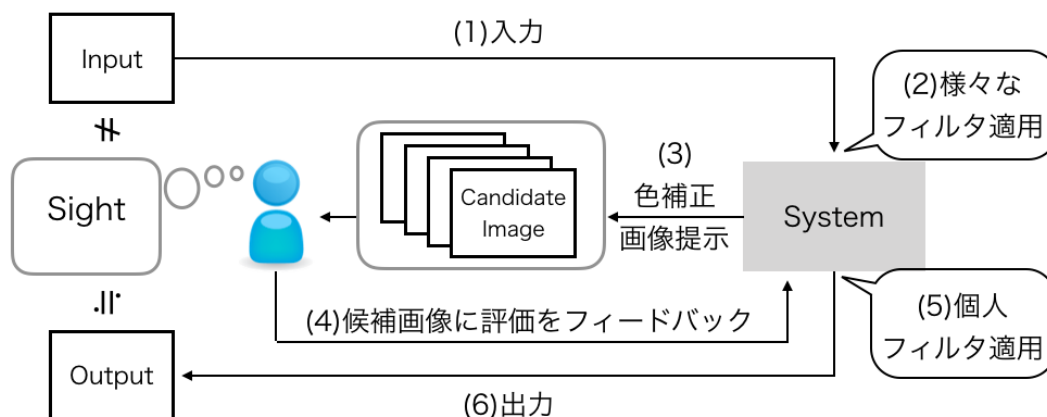 (1)入力
Input
(2)様々な
フィルタ適用
≠
(3)
色補正
画像提示
Sight
Candidate
Image
System
≒
(4)候補画像に評価をフィードバック
(5)個人
フィルタ適用
Output
(6)出力